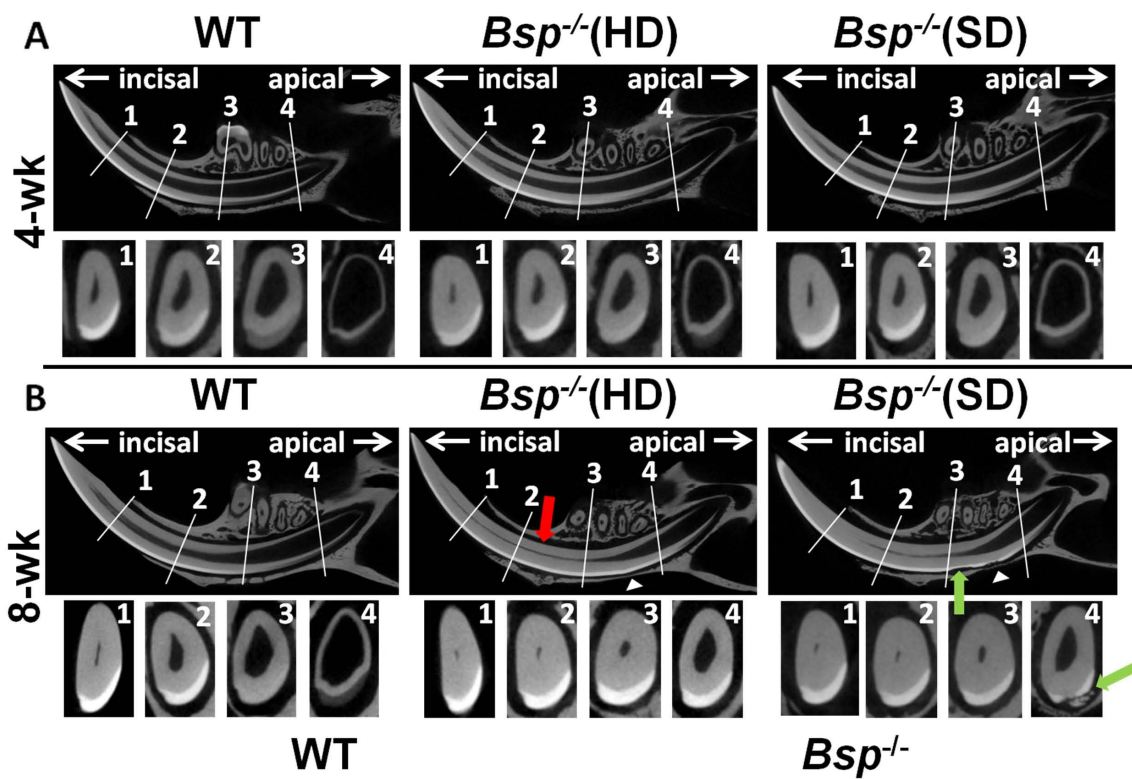 A WT Bsp-/-(HD) Bsp-/-(SD)
← incisal apical → ← incisal apical → ← incisal apical →
1 2 3 4 1 2 3 4 1 2 3 4
4-wk
1 2 3 4 1 2 3 4 1 2 3 4
B WT Bsp-/-(HD) Bsp-/-(SD)
← incisal apical → ← incisal apical → ← incisal apical →
1 2 3 4 1 2 3 4 1 2 3 4
8-wk
1 2 3 4 1 2 3 4 1 2 3 4
WT Bsp-/-